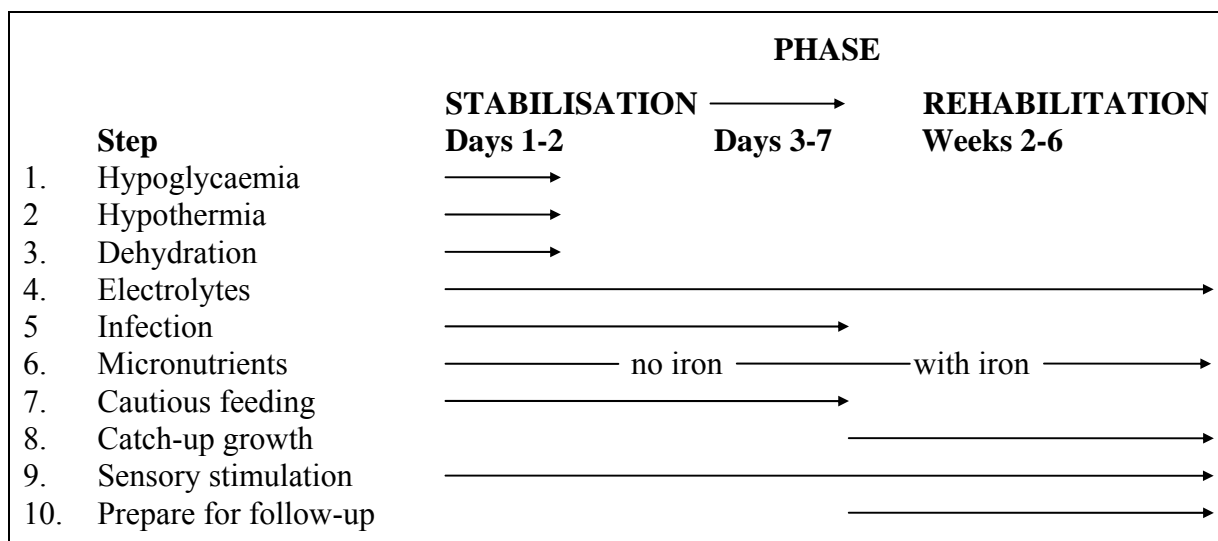 PHASE
STABILISATION REHABILITATION
Step Days 1-2 Days 3-7 Weeks 2-6
1. Hypoglycaemia
2 Hypothermia
3. Dehydration
4. Electrolytes
5 Infection
6. Micronutrients no iron with iron
7. Cautious feeding
8. Catch-up growth
9. Sensory stimulation
10. Prepare for follow-up